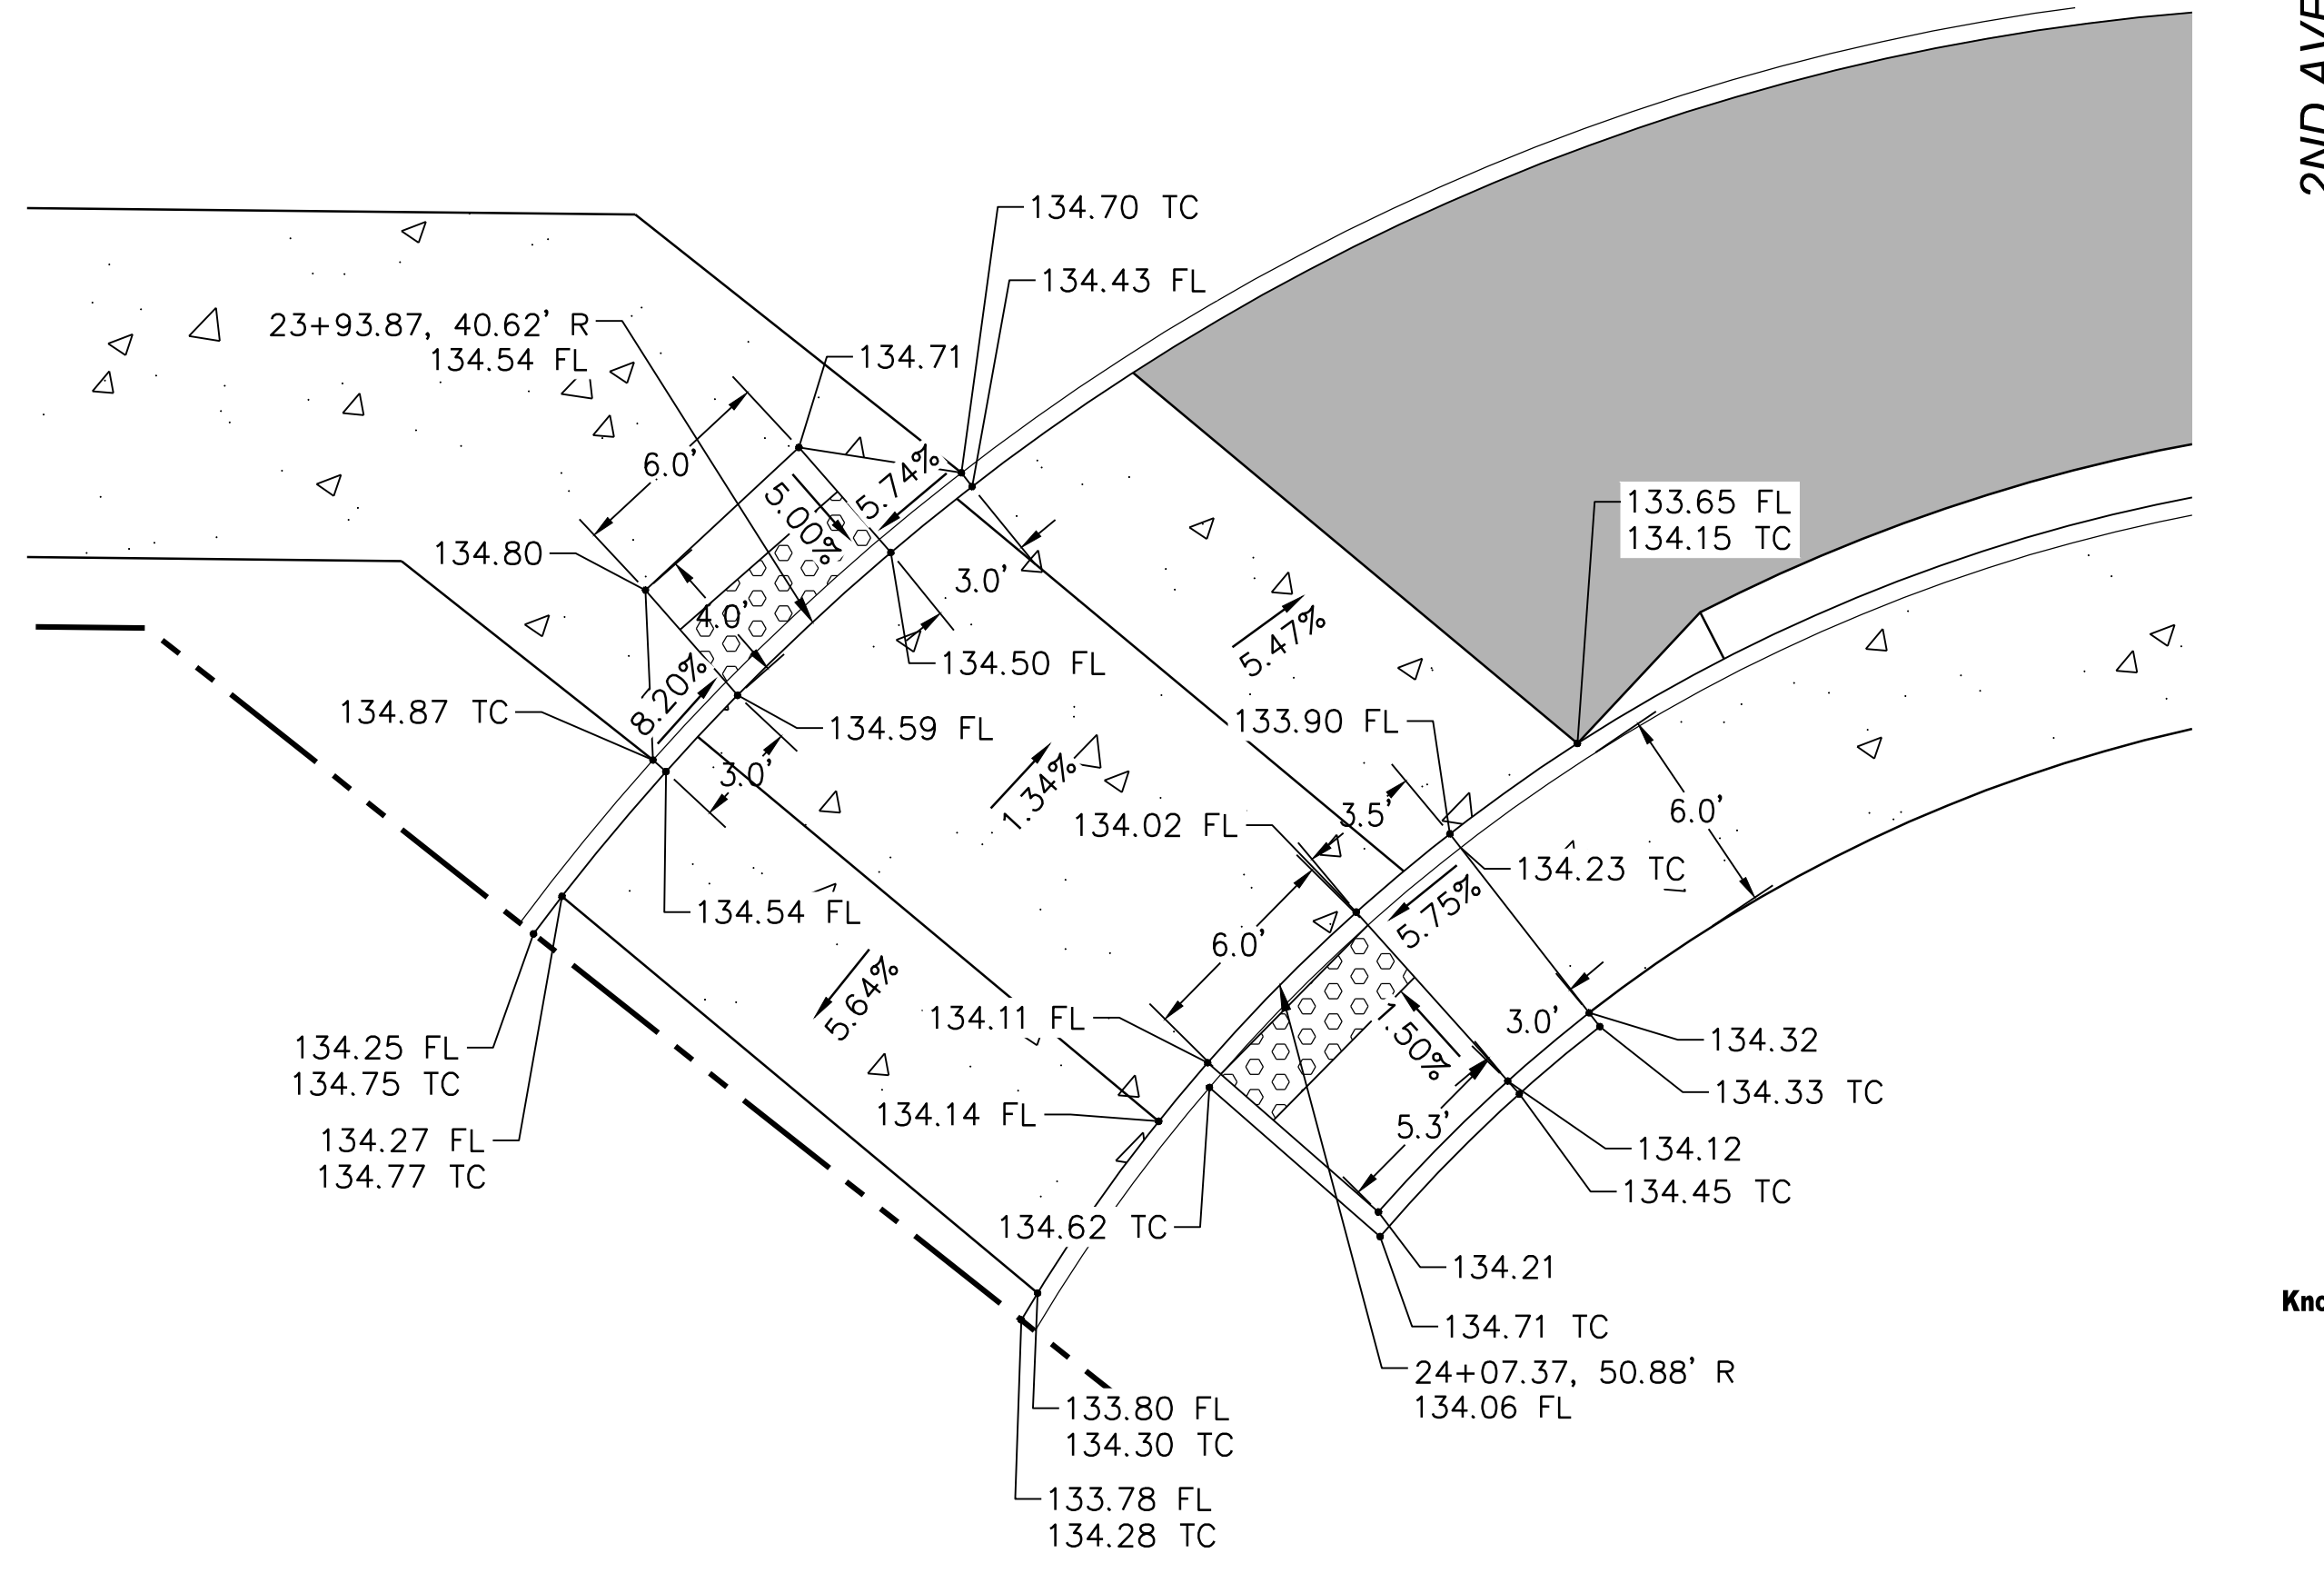 2ND AVE
134.70 TC
134.43 FL
23+93.87, 40.62' R
134.54 FL
134.71
6.0'
5.74%
5.00%
134.80
4.0'
3.0'
133.65 FL
134.15 TC
5.47%
134.50 FL
8.20%
134.87 TC
134.59 FL
133.90 FL
3.0'
1.34%
3.5'
134.02 FL
6.0'
134.23 TC
134.54 FL
5.75%
6.0'
5.64%
134.11 FL
1.50%
3.0'
134.32
134.25 FL
134.75 TC
134.33 TC
134.14 FL
5.3'
134.27 FL
134.77 TC
134.12
134.45 TC
134.62 TC
134.21
134.71 TC
24+07.37, 50.88' R
134.06 FL
133.80 FL
134.30 TC
133.78 FL
134.28 TC